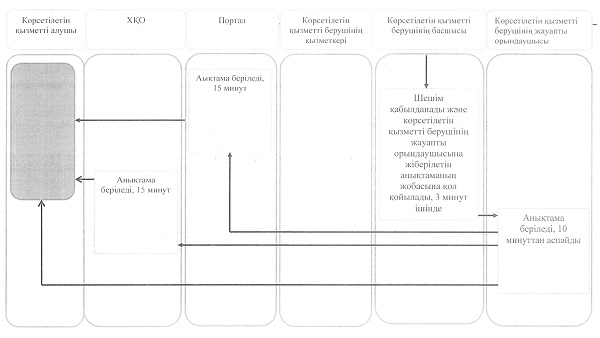 Көрсетілетін
қызметті алушы
ХҚО
Портал
Көрсетілетін қызметті
берушінің
қызметкері
Көрсетілетін қызметті
берушінің басшысы
Көрсетілетін қызметті
берушінің жауапты
орындаушысы
Анықтама беріледі,
15 минут
Анықтама
беріледі, 15 минут
Шешім
қабылданады және
көрсетілетін
қызметті берушінің
жауапты
орындаушысына
жіберілетін
анықтаманың
жобасына қол
қойылады, 3 минут
ішінде
Анықтама
беріледі, 10
минуттан аспайды